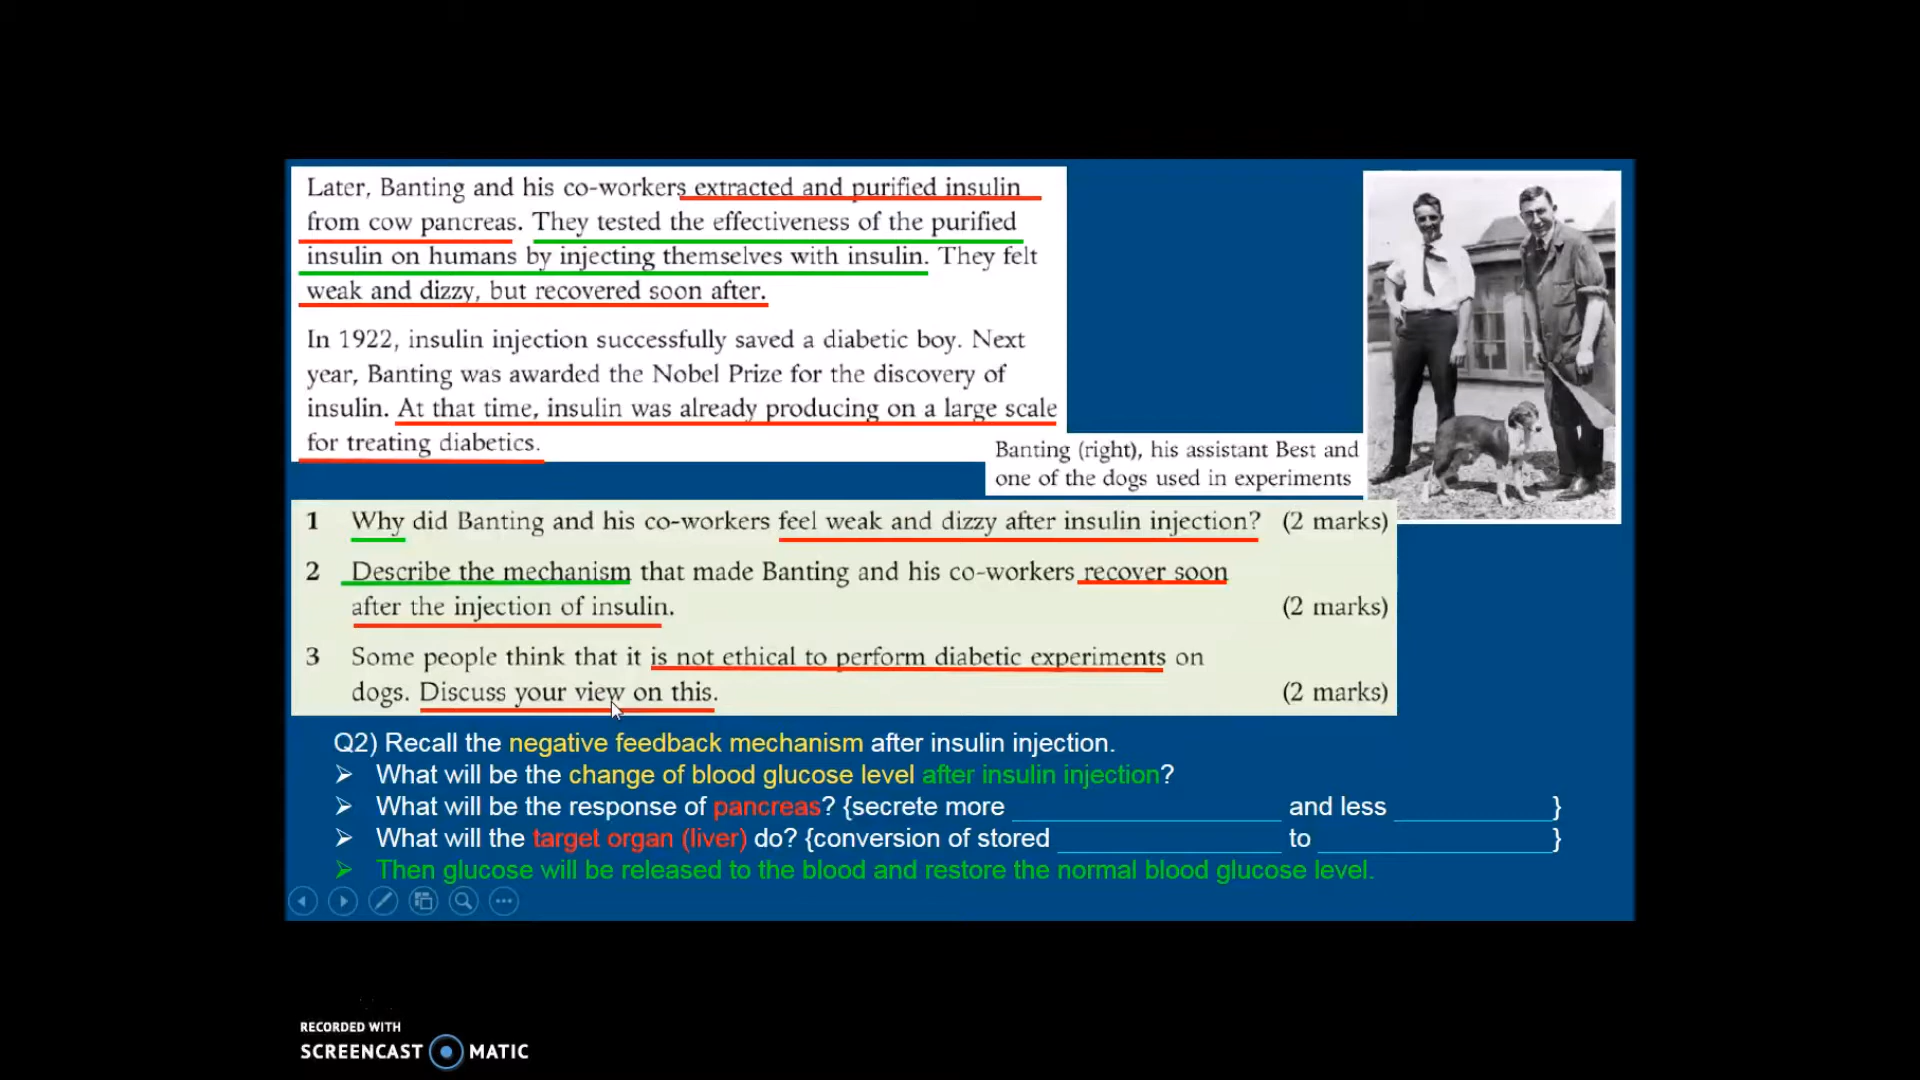 Later, Banting and his co-workers extracted and purified insulin
from cow pancreas. They tested the effectiveness of the purified
insulin on humans by injecting themselves with insulin. They felt
weak and dizzy, but recovered soon after.
In 1922, insulin injection successfully saved a diabetic boy. Next
year, Banting was awarded the Nobel Prize for the discovery of
insulin. At that time, insulin was already producing on a large scale
for treating diabetics.
Banting (right), his assistant Best and
one of the dogs used in experiments
1 Why did Banting and his co-workers feel weak and dizzy after insulin injection? (2 marks)
2 Describe the mechanism that made Banting and his co-workers recover soon
after the injection of insulin. (2 marks)
3 Some people think that it is not ethical to perform diabetic experiments on
dogs. Discuss your view on this. (2 marks)
Q2) Recall the negative feedback mechanism after insulin injection.
➢ What will be the change of blood glucose level after insulin injection?
➢ What will be the response of pancreas? {secrete more ____________ and less ____________}
➢ What will the target organ (liver) do? {conversion of stored ____________ to ____________}
➢ Then glucose will be released to the blood and restore the normal blood glucose level.
RECORDED WITH
SCREENCAST MATIC